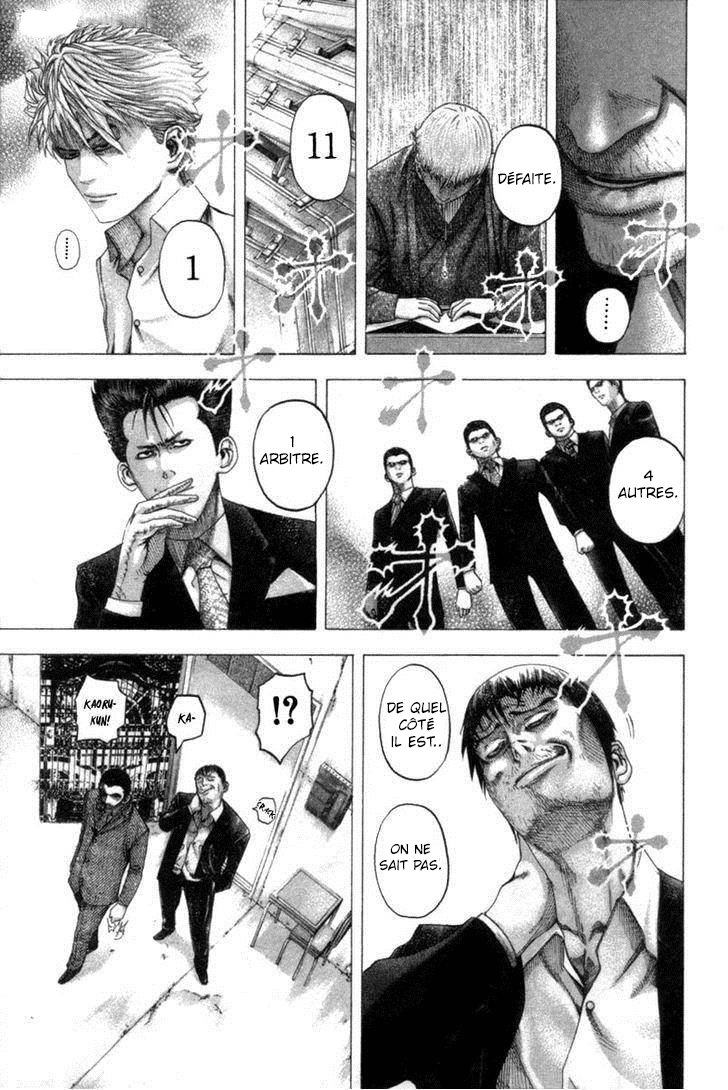 ......
DÉFAITE.
11
1
......
4
AUTRES.
1
ARBITRE.
DE QUEL
CÔTÉ
IL EST..
ON NE
SAIT PAS.
!?
KA-
KAORU-
KUN!
CRACK